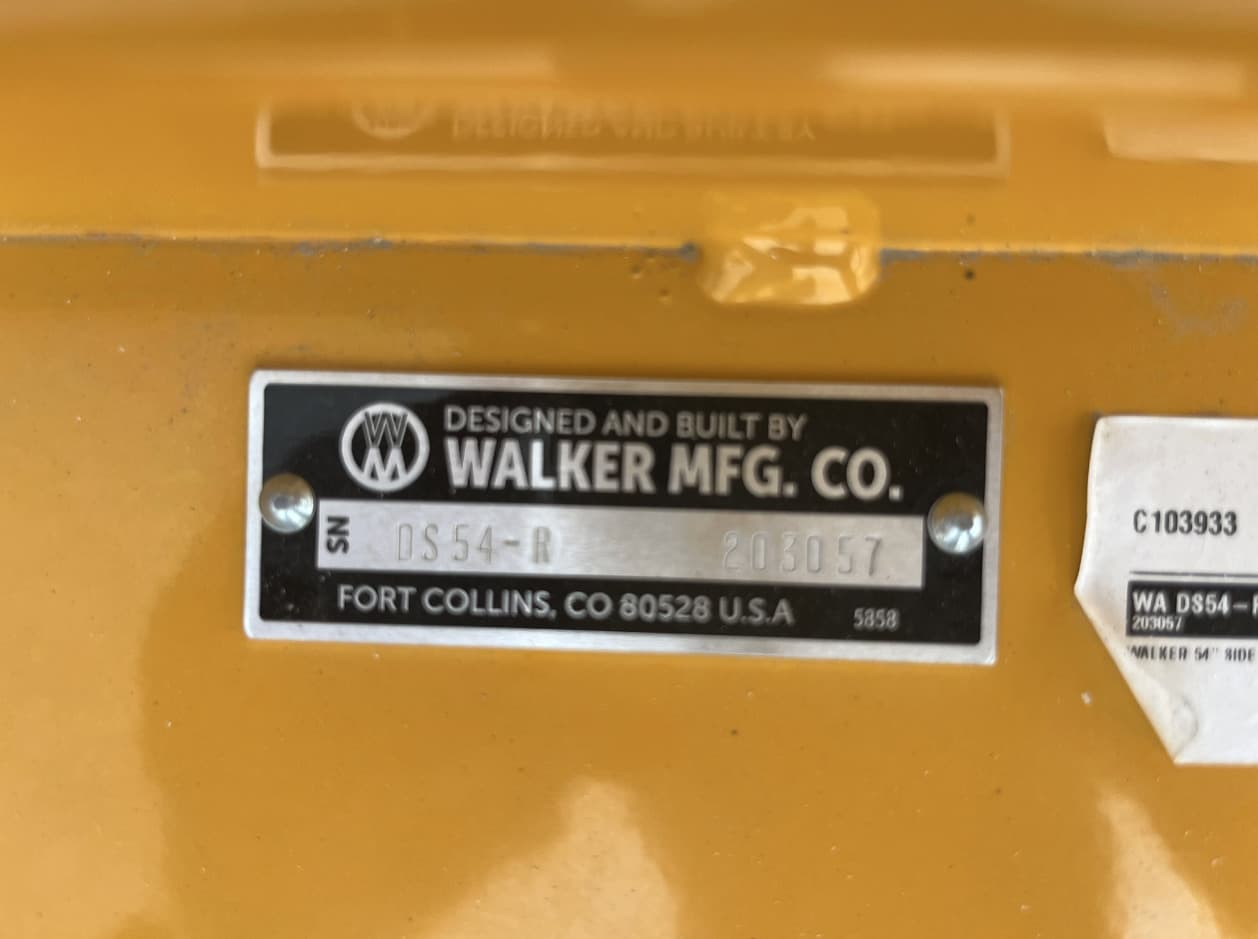 DESIGNED AND BUILT BY
WALKER MFG. CO.
SN DS54-R 203057
FORT COLLINS, CO 80528 U.S.A 5858
C103933
WA DS54-
203057
WALKER 54" SIDE